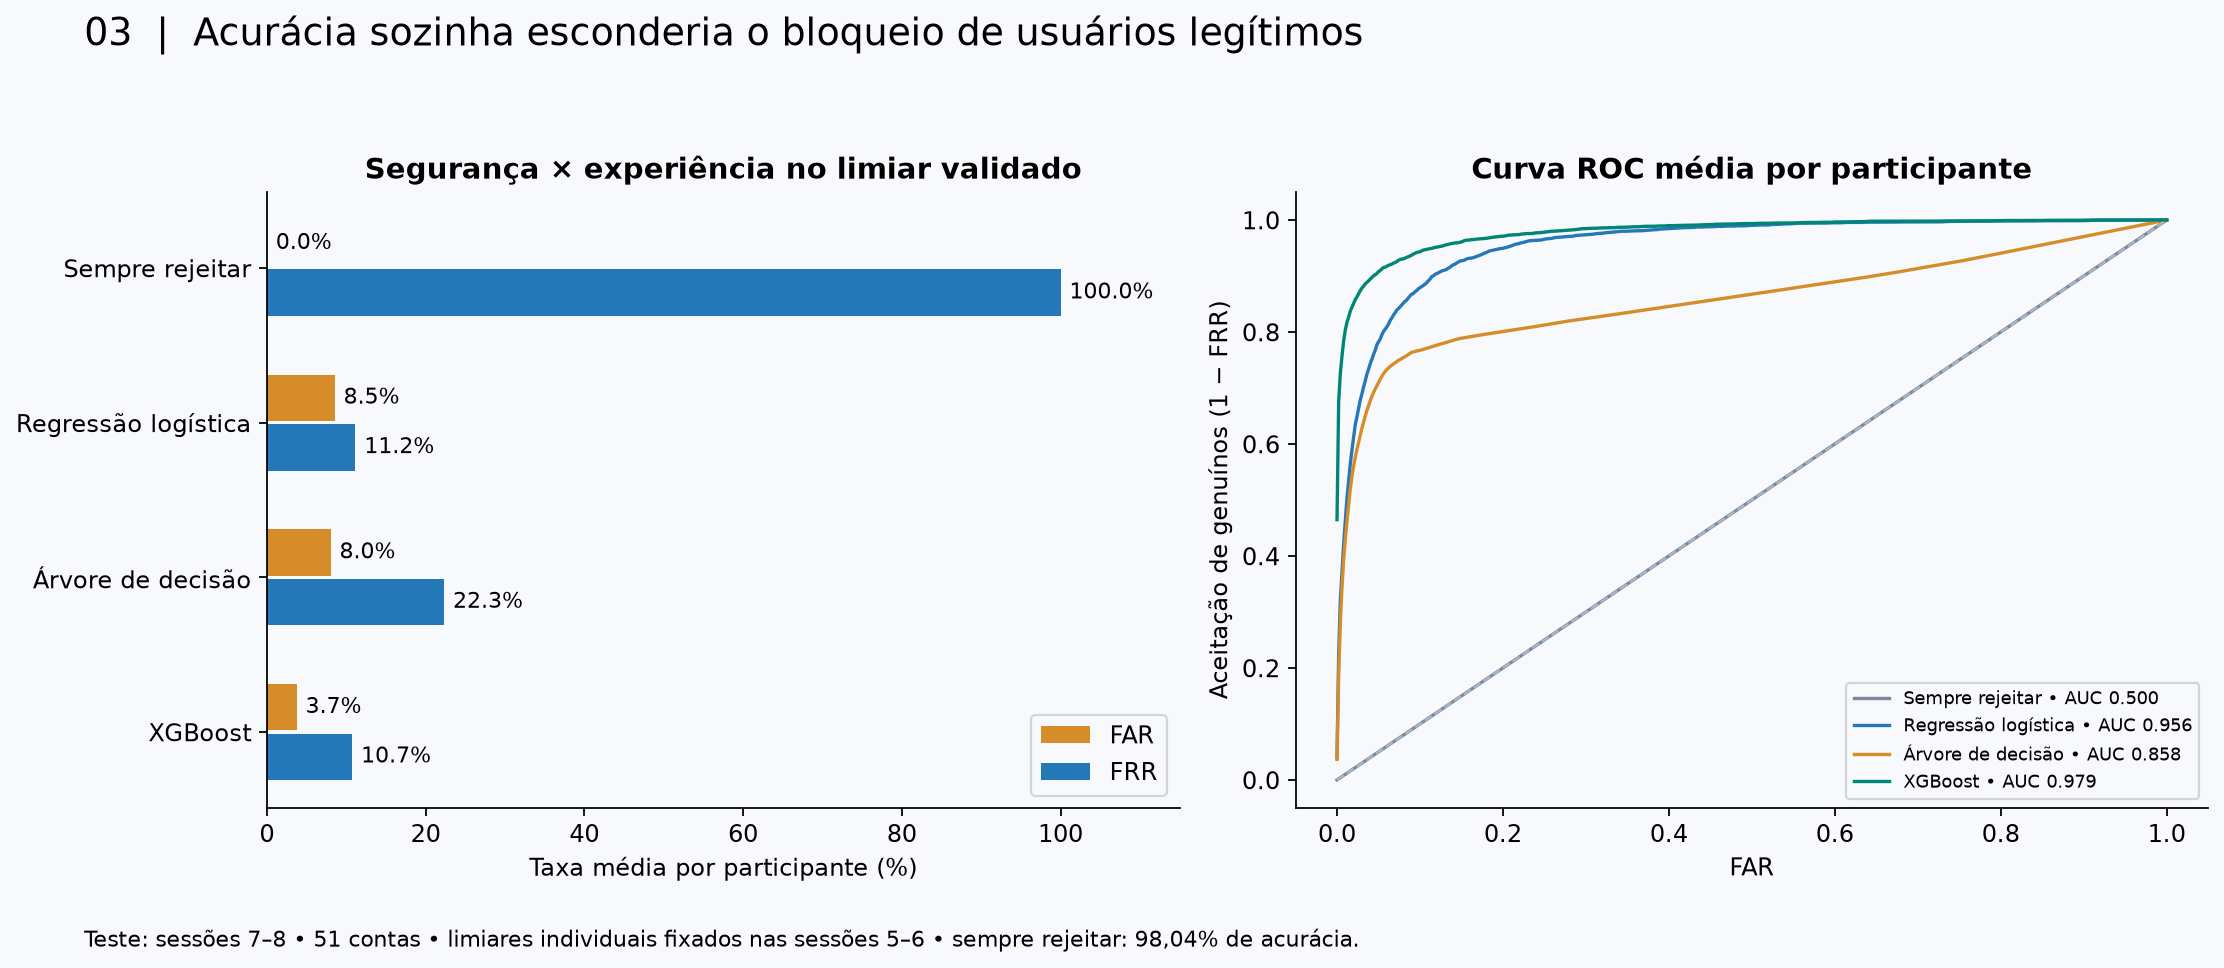 03 | Acurácia sozinha esconderia o bloqueio de usuários legítimos
Segurança × experiência no limiar validado
Sempre rejeitar
0.0%
100.0%
Regressão logística
8.5%
11.2%
Árvore de decisão
8.0%
22.3%
XGBoost
3.7%
10.7%
FAR
FRR
0 20 40 60 80 100
Taxa média por participante (%)
Curva ROC média por participante
Aceitação de genuínos (1 − FRR)
1.0
0.8
0.6
0.4
0.2
0.0
Sempre rejeitar • AUC 0.500
Regressão logística • AUC 0.956
Árvore de decisão • AUC 0.858
XGBoost • AUC 0.979
0.0 0.2 0.4 0.6 0.8 1.0
FAR
Teste: sessões 7–8 • 51 contas • limiares individuais fixados nas sessões 5–6 • sempre rejeitar: 98,04% de acurácia.